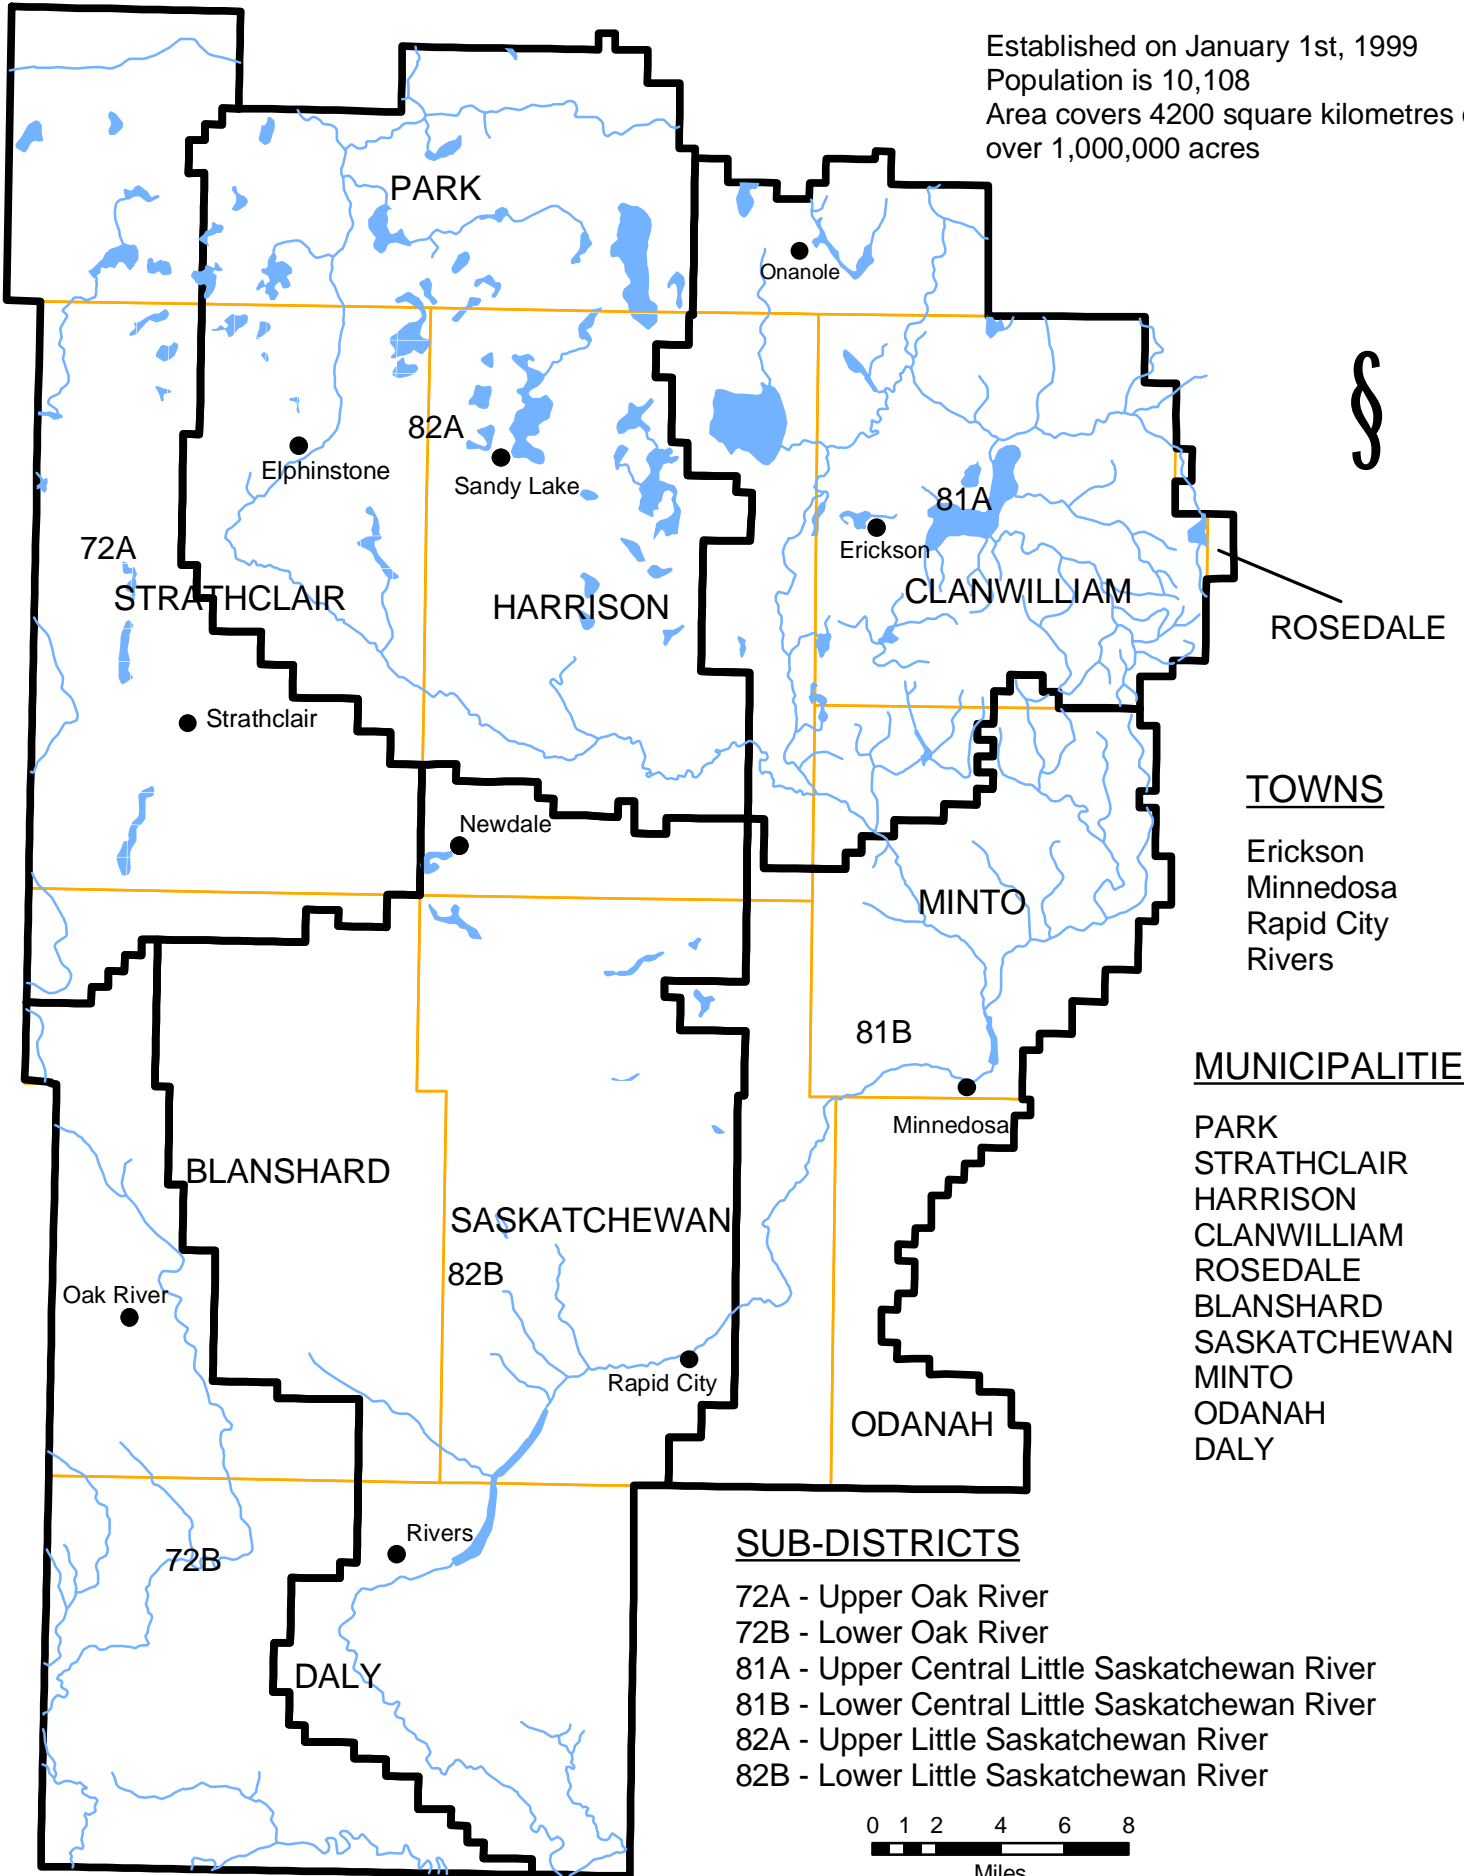 Established on January 1st, 1999
Population is 10,108
Area covers 4200 square kilometres
over 1,000,000 acres
PARK
Onanole
§
82A
Elphinstone
Sandy Lake
81A
72A
Erickson
STRATHCLAIR
HARRISON
CLANWILLIAM
ROSEDALE
Strathclair
TOWNS
Newdale
Erickson
Minnedosa
Rapid City
Rivers
MINTO
81B
MUNICIPALITIE
Minnedosa
PARK
STRATHCLAIR
HARRISON
CLANWILLIAM
ROSEDALE
BLANSHARD
SASKATCHEWAN
MINTO
ODANAH
DALY
BLANSHARD
SASKATCHEWAN
82B
Oak River
Rapid City
ODANAH
Rivers
72B
SUB-DISTRICTS
72A - Upper Oak River
72B - Lower Oak River
81A - Upper Central Little Saskatchewan River
81B - Lower Central Little Saskatchewan River
82A - Upper Little Saskatchewan River
82B - Lower Little Saskatchewan River
DALY
0 1 2 4 6 8
Miles